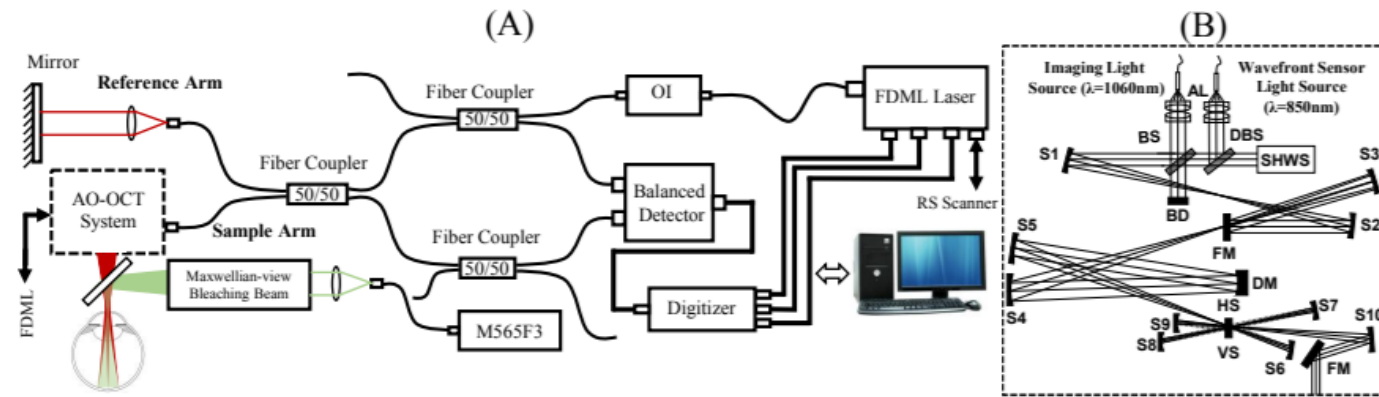 (A)
(B)
Mirror
Reference Arm
Fiber Coupler
50/50
OI
FDML Laser
Fiber Coupler
50/50
Balanced
Detector
RS Scanner
AO-OCT
System
Sample Arm
Fiber Coupler
50/50
FDML
Maxwellian-view
Bleaching Beam
M565F3
Digitizer
Imaging Light
Source (λ=1060nm)
Wavefront Sensor
Light Source
(λ=850nm)
AL
BS
DBS
S1
SHWS
S3
BD
S2
FM
S5
DM
S4
HS
S7
S9
S10
S8
VS
S6
FM